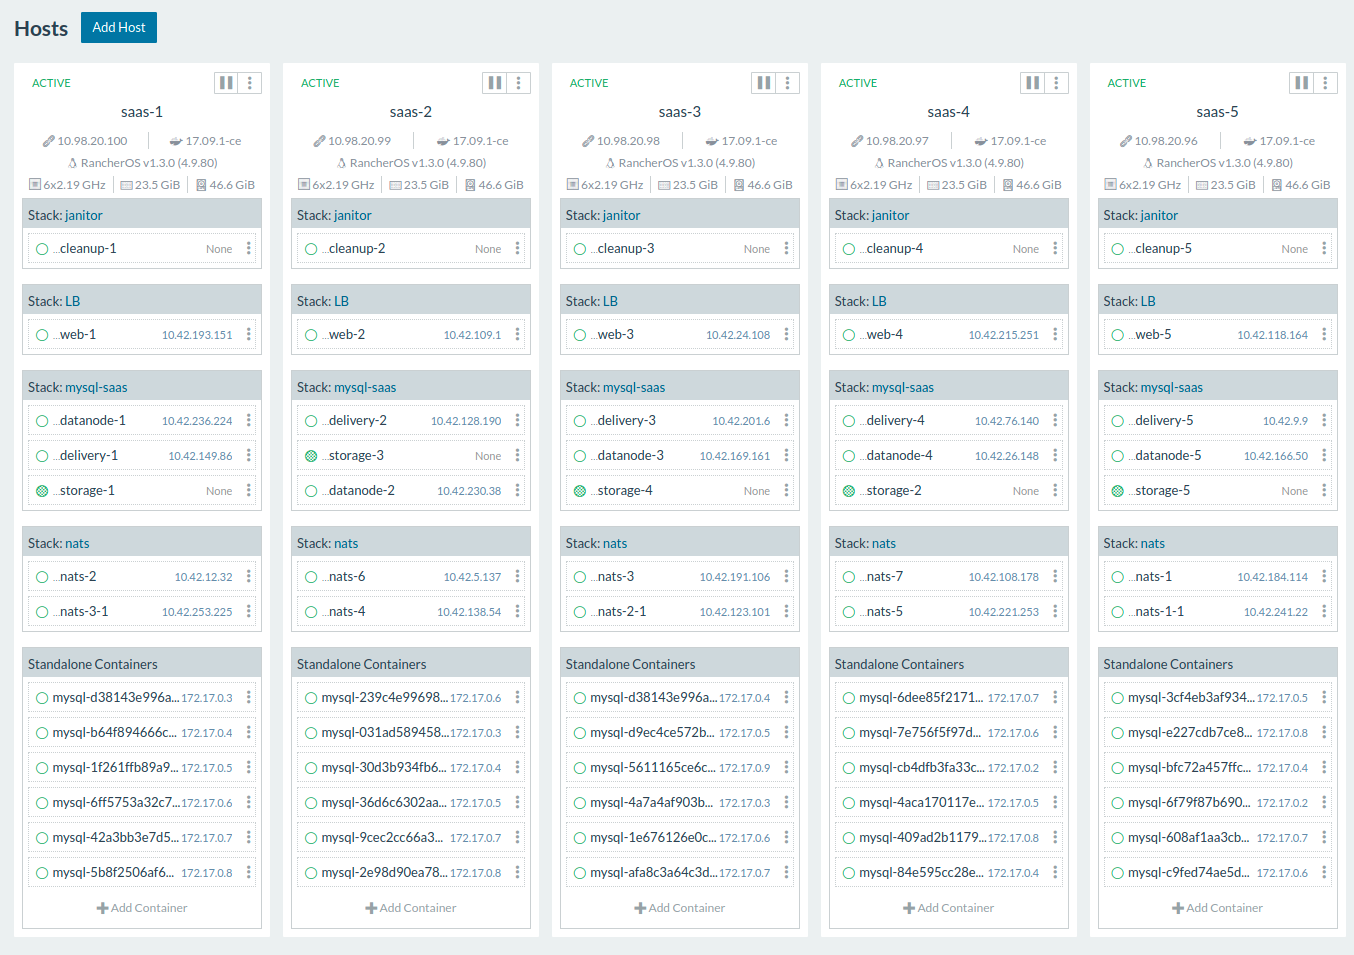 Hosts
Add Host
ACTIVE
saas-1
10.98.20.100
17.09.1-ce
RancherOS v1.3.0 (4.9.80)
6x2.19 GHz
23.5 GiB
46.6 GiB
Stack: janitor
...cleanup-1 None
Stack: LB
...web-1 10.42.193.151
Stack: mysql-saas
...datanode-1 10.42.236.224
...delivery-1 10.42.149.86
...storage-1 None
Stack: nats
...nats-2 10.42.12.32
...nats-3-1 10.42.253.225
Standalone Containers
mysql-d38143e996a... 172.17.0.3
mysql-b64f894666c... 172.17.0.4
mysql-1f261ffb89a9... 172.17.0.5
mysql-6ff5753a32c7... 172.17.0.6
mysql-42a3bb3e7d5... 172.17.0.7
mysql-5b8f2506af6... 172.17.0.8
Add Container
ACTIVE
saas-2
10.98.20.99
17.09.1-ce
RancherOS v1.3.0 (4.9.80)
6x2.19 GHz
23.5 GiB
46.6 GiB
Stack: janitor
...cleanup-2 None
Stack: LB
...web-2 10.42.109.1
Stack: mysql-saas
...delivery-2 10.42.128.190
...storage-3 None
...datanode-2 10.42.230.38
Stack: nats
...nats-6 10.42.5.137
...nats-4 10.42.138.54
Standalone Containers
mysql-239c4e99698... 172.17.0.6
mysql-031ad589458... 172.17.0.3
mysql-30d3b934fb6... 172.17.0.4
mysql-36d6c6302aa... 172.17.0.5
mysql-9cec2cc66a3... 172.17.0.7
mysql-2e98d90ea78... 172.17.0.8
Add Container
ACTIVE
saas-3
10.98.20.98
17.09.1-ce
RancherOS v1.3.0 (4.9.80)
6x2.19 GHz
23.5 GiB
46.6 GiB
Stack: janitor
...cleanup-3 None
Stack: LB
...web-3 10.42.24.108
Stack: mysql-saas
...delivery-3 10.42.201.6
...datanode-3 10.42.169.161
...storage-4 None
Stack: nats
...nats-3 10.42.191.106
...nats-2-1 10.42.123.101
Standalone Containers
mysql-d38143e996a... 172.17.0.4
mysql-d9ec4ce572b... 172.17.0.5
mysql-5611165ce6c... 172.17.0.9
mysql-4a7a4af903b... 172.17.0.3
mysql-1e676126e0c... 172.17.0.6
mysql-afa8c3a64c3d... 172.17.0.7
Add Container
ACTIVE
saas-4
10.98.20.97
17.09.1-ce
RancherOS v1.3.0 (4.9.80)
6x2.19 GHz
23.5 GiB
46.6 GiB
Stack: janitor
...cleanup-4 None
Stack: LB
...web-4 10.42.215.251
Stack: mysql-saas
...delivery-4 10.42.76.140
...datanode-4 10.42.26.148
...storage-2 None
Stack: nats
...nats-7 10.42.108.178
...nats-5 10.42.221.253
Standalone Containers
mysql-6dee85f2171... 172.17.0.7
mysql-7e756f5f97d... 172.17.0.6
mysql-cb4dfb3fa33c... 172.17.0.2
mysql-4aca170117e... 172.17.0.5
mysql-409ad2b1179... 172.17.0.8
mysql-84e595cc28e... 172.17.0.4
Add Container
ACTIVE
saas-5
10.98.20.96
17.09.1-ce
RancherOS v1.3.0 (4.9.80)
6x2.19 GHz
23.5 GiB
46.6 GiB
Stack: janitor
...cleanup-5 None
Stack: LB
...web-5 10.42.118.164
Stack: mysql-saas
...delivery-5 10.42.9.9
...datanode-5 10.42.166.50
...storage-5 None
Stack: nats
...nats-1 10.42.184.114
...nats-1-1 10.42.241.22
Standalone Containers
mysql-3cf4eb3af934... 172.17.0.5
mysql-e227cdb7ce8... 172.17.0.8
mysql-bfc72a457ffc... 172.17.0.4
mysql-6f79f87b690... 172.17.0.2
mysql-608af1aa3cb... 172.17.0.7
mysql-c9fed74ae5d... 172.17.0.6
Add Container